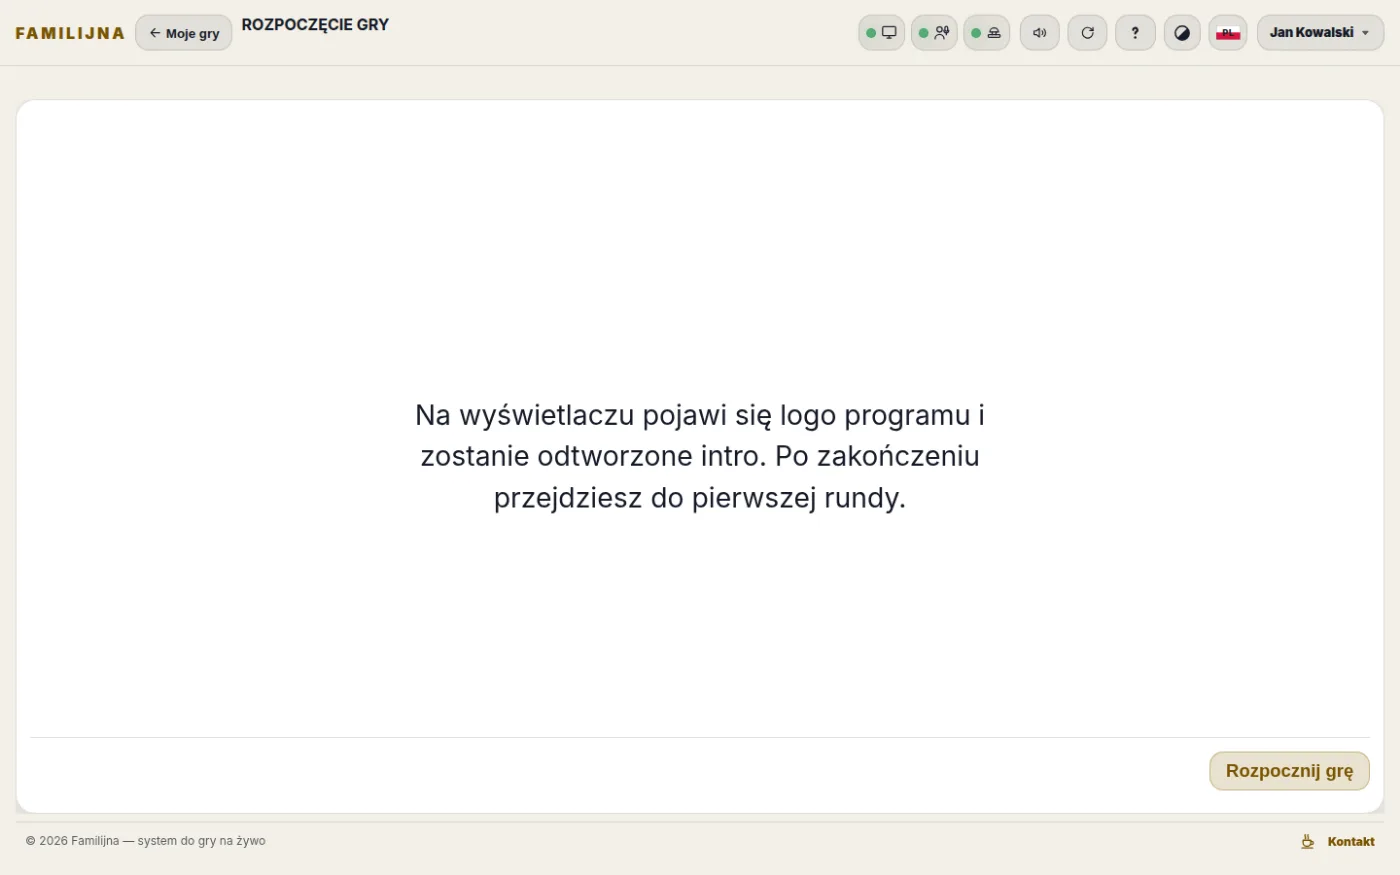 FAMILIJNA
← Moje gry
ROZPOCZĘCIE GRY
?
PL
Jan Kowalski
Na wyświetlaczu pojawi się logo programu i
zostanie odtworzone intro. Po zakończeniu
przejdziesz do pierwszej rundy.
Rozpocznij grę
© 2026 Familijna — system do gry na żywo
Kontakt